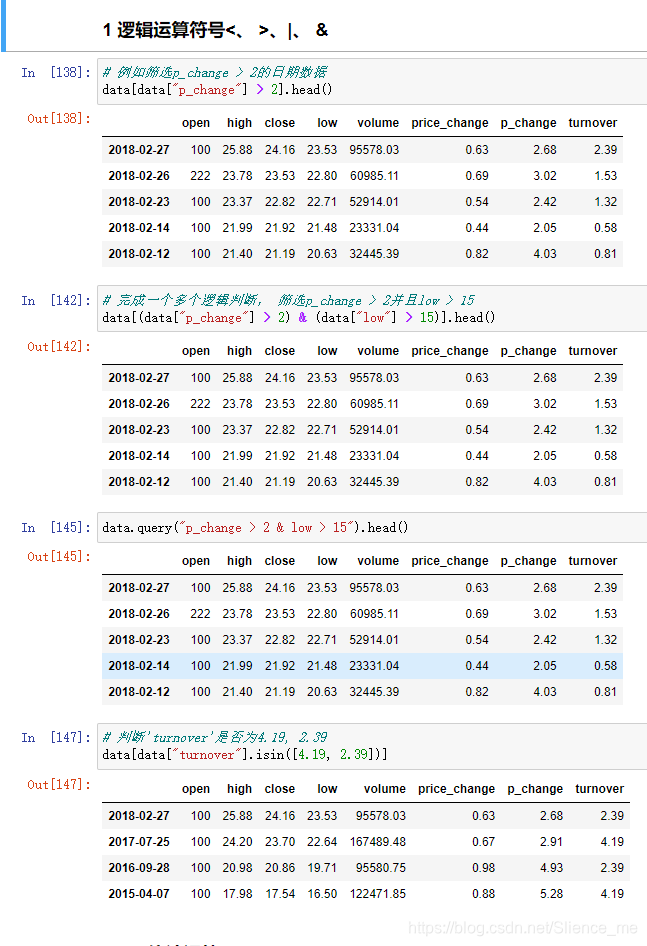 1 逻辑运算符号<、 >、|、 &
In [138]: # 例如筛选p_change > 2的日期数据
data[data["p_change"] > 2].head()
Out[138]:
open high close low volume price_change p_change turnover
2018-02-27 100 25.88 24.16 23.53 95578.03 0.63 2.68 2.39
2018-02-26 222 23.78 23.53 22.80 60985.11 0.69 3.02 1.53
2018-02-23 100 23.37 22.82 22.71 52914.01 0.54 2.42 1.32
2018-02-14 100 21.99 21.92 21.48 23331.04 0.44 2.05 0.58
2018-02-12 100 21.40 21.19 20.63 32445.39 0.82 4.03 0.81
In [142]: # 完成一个多个逻辑判断， 筛选p_change > 2并且low > 15
data[(data["p_change"] > 2) & (data["low"] > 15)].head()
Out[142]:
open high close low volume price_change p_change turnover
2018-02-27 100 25.88 24.16 23.53 95578.03 0.63 2.68 2.39
2018-02-26 222 23.78 23.53 22.80 60985.11 0.69 3.02 1.53
2018-02-23 100 23.37 22.82 22.71 52914.01 0.54 2.42 1.32
2018-02-14 100 21.99 21.92 21.48 23331.04 0.44 2.05 0.58
2018-02-12 100 21.40 21.19 20.63 32445.39 0.82 4.03 0.81
In [145]: data.query("p_change > 2 & low > 15").head()
Out[145]:
open high close low volume price_change p_change turnover
2018-02-27 100 25.88 24.16 23.53 95578.03 0.63 2.68 2.39
2018-02-26 222 23.78 23.53 22.80 60985.11 0.69 3.02 1.53
2018-02-23 100 23.37 22.82 22.71 52914.01 0.54 2.42 1.32
2018-02-14 100 21.99 21.92 21.48 23331.04 0.44 2.05 0.58
2018-02-12 100 21.40 21.19 20.63 32445.39 0.82 4.03 0.81
In [147]: # 判断'turnover'是否为4.19, 2.39
data[data["turnover"].isin([4.19, 2.39])]
Out[147]:
open high close low volume price_change p_change turnover
2018-02-27 100 25.88 24.16 23.53 95578.03 0.63 2.68 2.39
2017-07-25 100 24.20 23.70 22.64 167489.48 0.67 2.91 4.19
2016-09-28 100 20.98 20.86 19.71 95580.75 0.98 4.93 2.39
2015-04-07 100 17.98 17.54 16.50 122471.85 0.88 5.28 4.19
https://blog.csdn.net/Slience_me